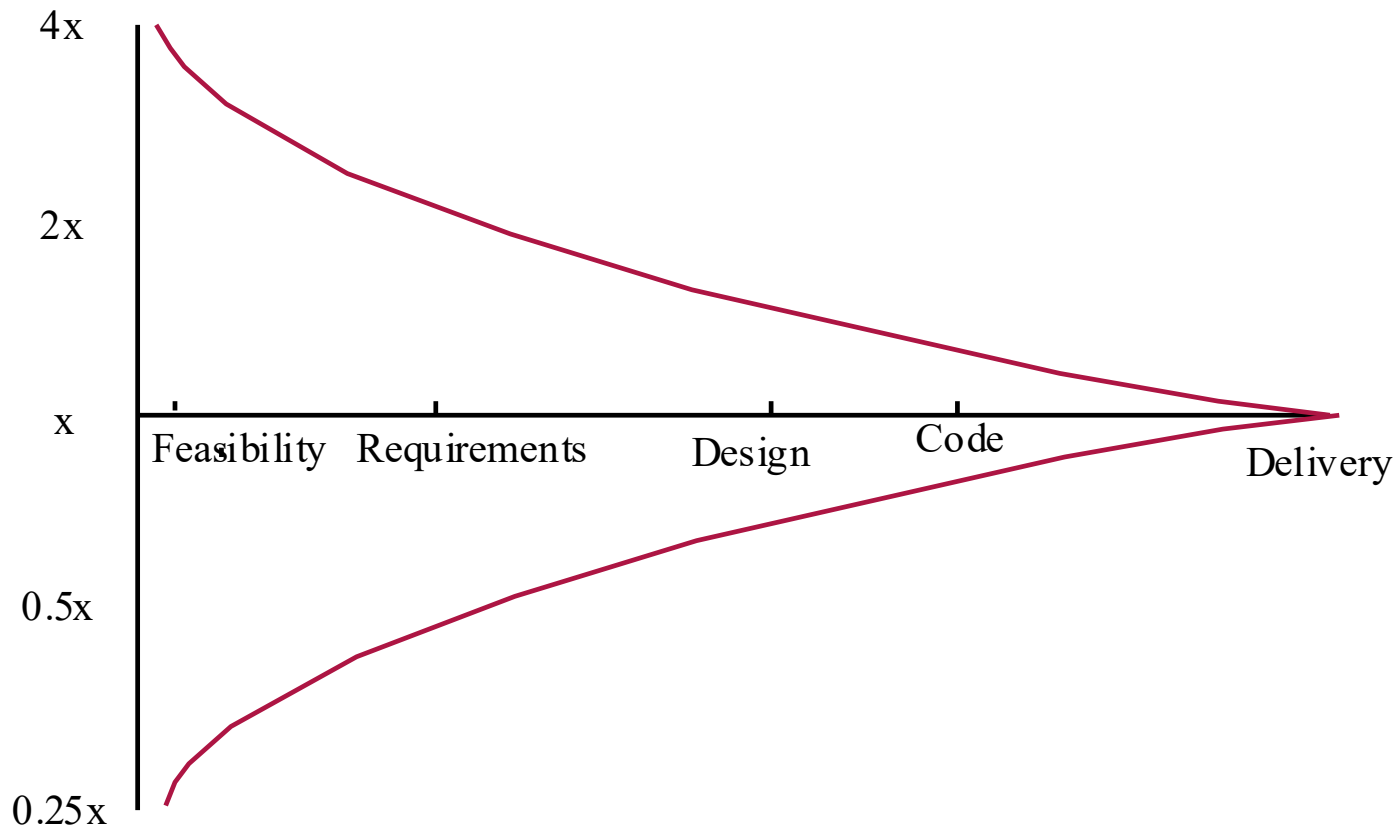 4x
2x
x
Feasibility
Requirements
Design
Code
Delivery
0.5x
0.25x